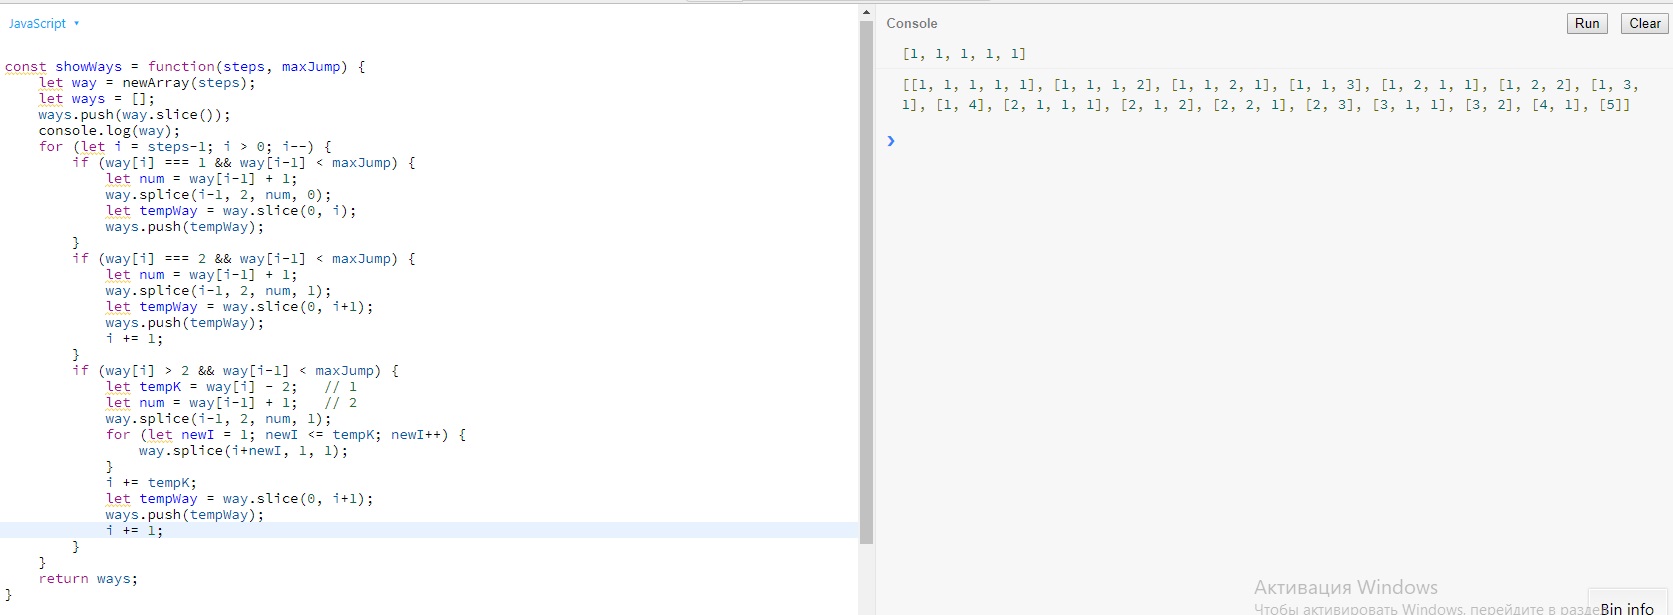 JavaScript
const showWays = function(steps, maxJump) {
    let way = newArray(steps);
    let ways = [];
    ways.push(way.slice());
    console.log(way);
    for (let i = steps-1; i > 0; i--) {
        if (way[i] === 1 && way[i-1] < maxJump) {
            let num = way[i-1] + 1;
            way.splice(i-1, 2, num, 0);
            let tempWay = way.slice(0, i);
            ways.push(tempWay);
        }
        if (way[i] === 2 && way[i-1] < maxJump) {
            let num = way[i-1] + 1;
            way.splice(i-1, 2, num, 1);
            let tempWay = way.slice(0, i+1);
            ways.push(tempWay);
            i += 1;
        }
        if (way[i] > 2 && way[i-1] < maxJump) {
            let tempK = way[i] - 2;   // 1
            let num = way[i-1] + 1;   // 2
            way.splice(i-1, 2, num, 1);
            for (let newI = 1; newI <= tempK; newI++) {
                way.splice(i+newI, 1, 1);
            }
            i += tempK;
            let tempWay = way.slice(0, i+1);
            ways.push(tempWay);
            i += 1;
        }
    }
    return ways;
}
Console
Run
Clear
[1, 1, 1, 1, 1]
[[1, 1, 1, 1, 1], [1, 1, 1, 2], [1, 1, 2, 1], [1, 1, 3], [1, 2, 1, 1], [1, 2, 2], [1, 3,
1], [1, 4], [2, 1, 1, 1], [2, 1, 2], [2, 2, 1], [2, 3], [3, 1, 1], [3, 2], [4, 1], [5]]
Активация Windows
Чтобы активировать Windows, перейдите в
Bin info